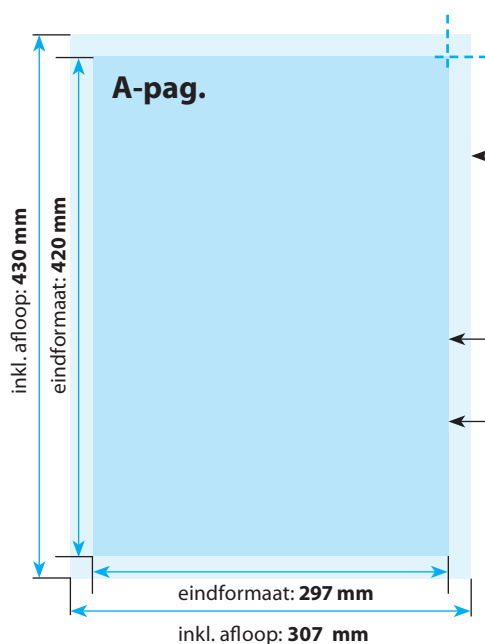 A-pag.
inkl. afloop: 430 mm
eindformaat: 420 mm
eindformaat: 297 mm
inkl. afloop: 307 mm